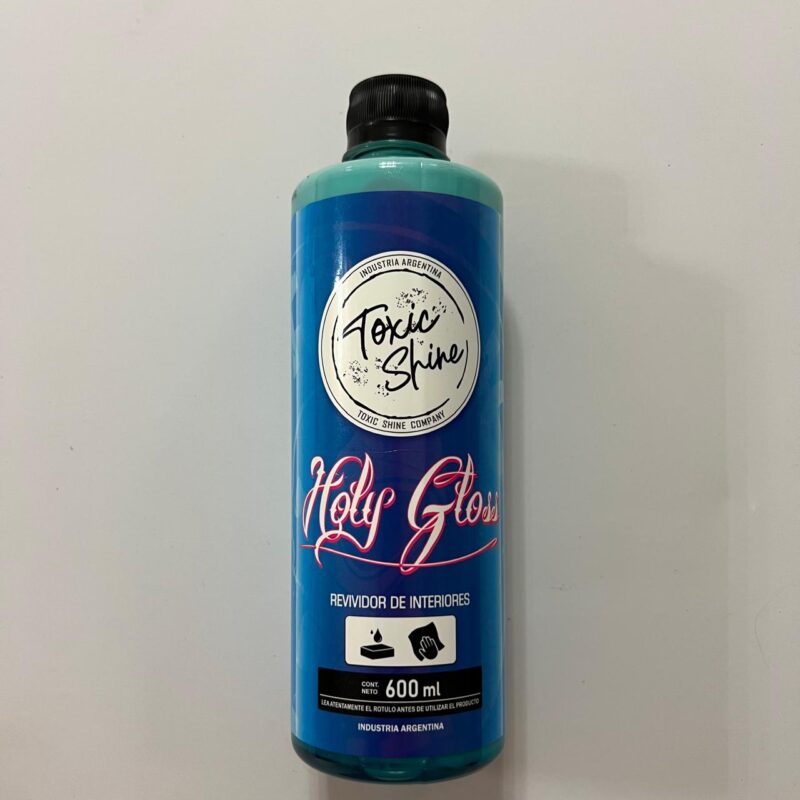 INDUSTRIA ARGENTINA
Toxic
Shine
TOXIC SHINE COMPANY
Holy Gloss
REVIVIDOR DE INTERIORES
CONT.
NETO 600 ml
LEA ATENTAMENTE EL ROTULO ANTES DE UTILIZAR EL PRODUCTO
INDUSTRIA ARGENTINA